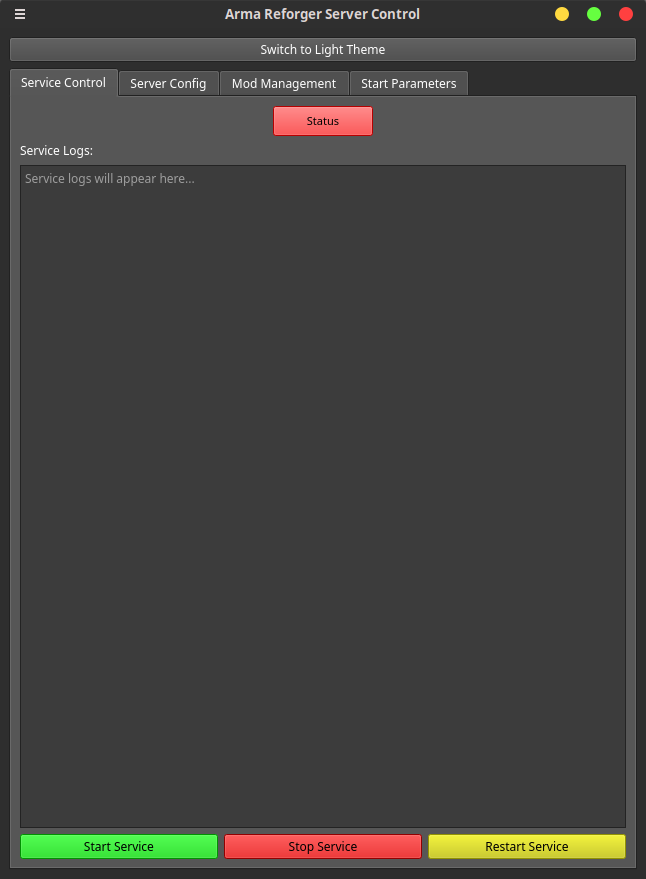 Arma Reforger Server Control
Switch to Light Theme
Service Control Server Config Mod Management Start Parameters
Status
Service Logs:
Service logs will appear here...
Start Service Stop Service Restart Service